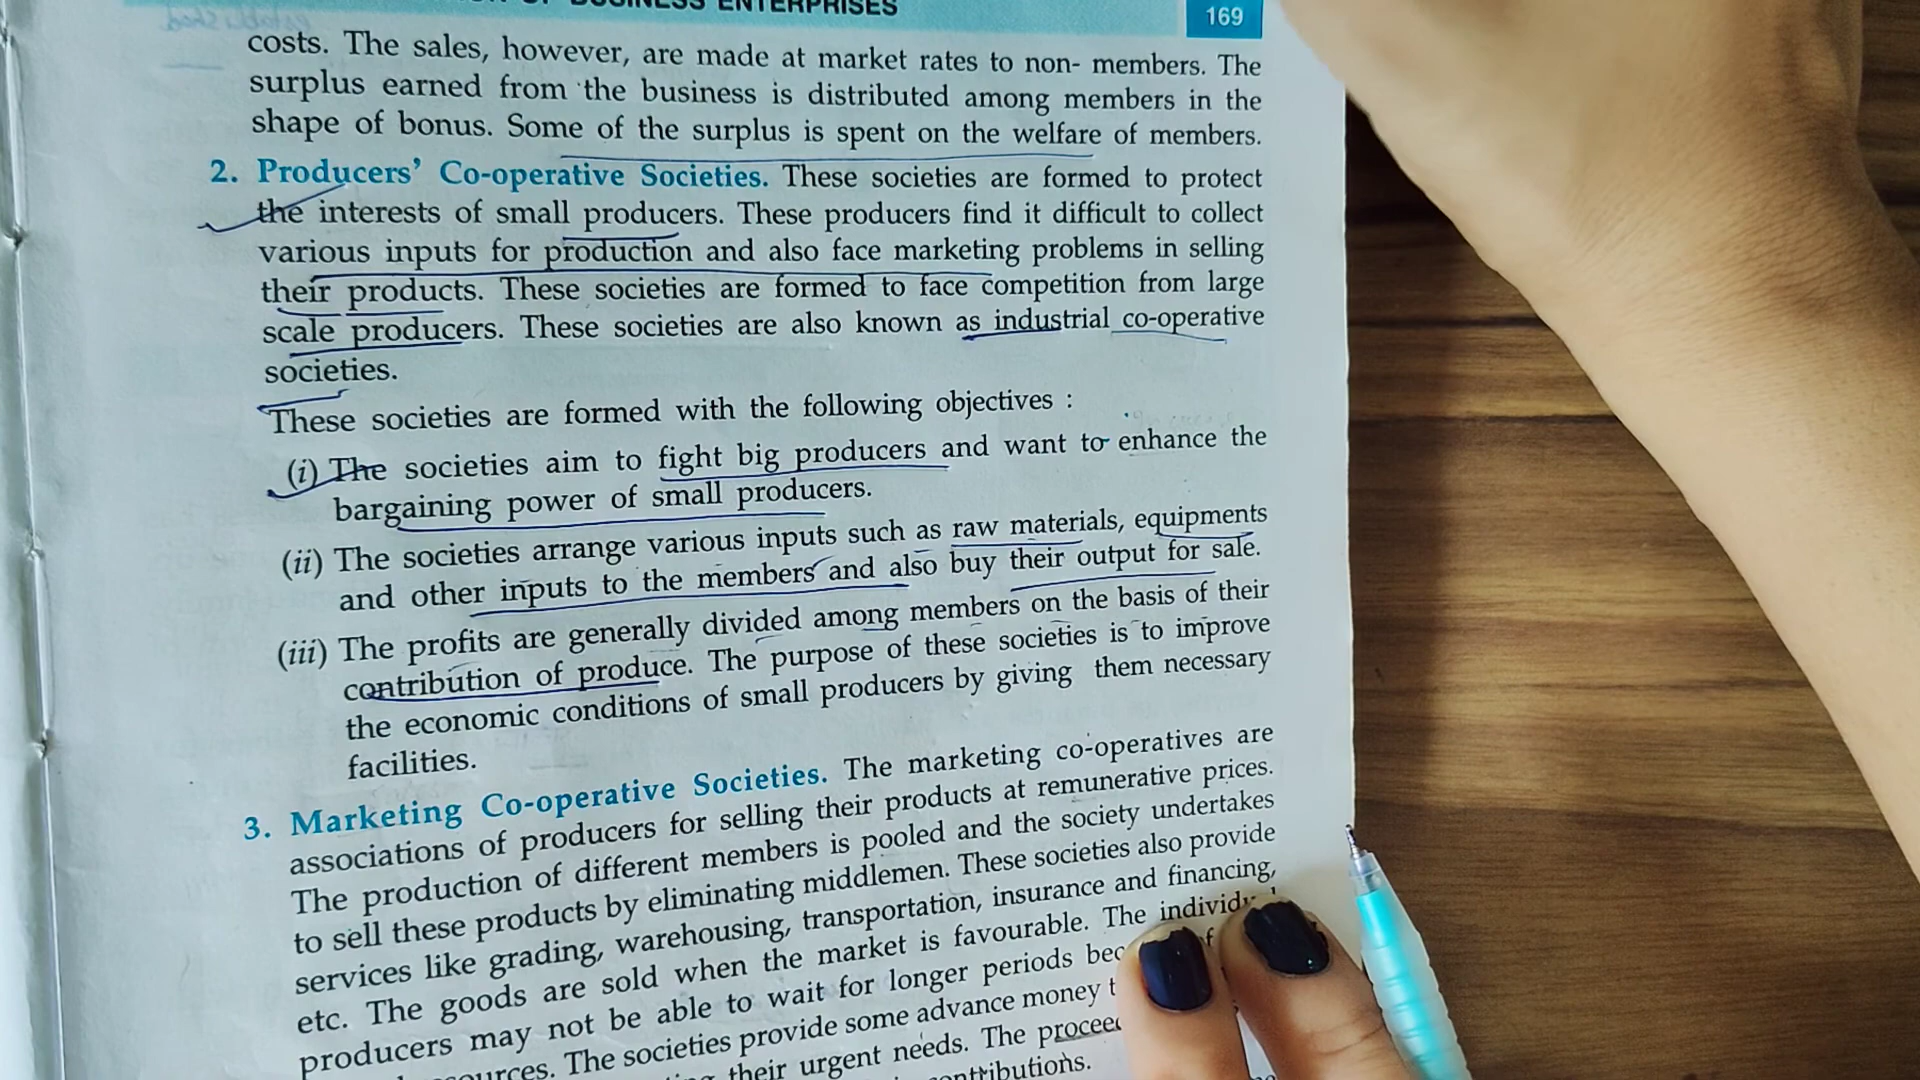 OF BUSINESS ENTERPRISES
169
costs. The sales, however, are made at market rates to non- members. The
surplus earned from the business is distributed among members in the
shape of bonus. Some of the surplus is spent on the welfare of members.
2. Producers' Co-operative Societies. These societies are formed to protect
the interests of small producers. These producers find it difficult to collect
various inputs for production and also face marketing problems in selling
their products. These societies are formed to face competition from large
scale producers. These societies are also known as industrial co-operative
societies.
These societies are formed with the following objectives :
(i) The societies aim to fight big producers and want to enhance the
bargaining power of small producers.
(ii) The societies arrange various inputs such as raw materials, equipments
and other inputs to the members and also buy their output for sale.
(iii) The profits are generally divided among members on the basis of their
contribution of produce. The purpose of these societies is to improve
the economic conditions of small producers by giving them necessary
facilities.
3. Marketing Co-operative Societies. The marketing co-operatives are
associations of producers for selling their products at remunerative prices.
The production of different members is pooled and the society undertakes
to sell these products by eliminating middlemen. These societies also provide
services like grading, warehousing, transportation, insurance and financing,
etc. The goods are sold when the market is favourable. The
producers may not be able to wait for longer periods
The societies provide some advance money
their urgent needs. The